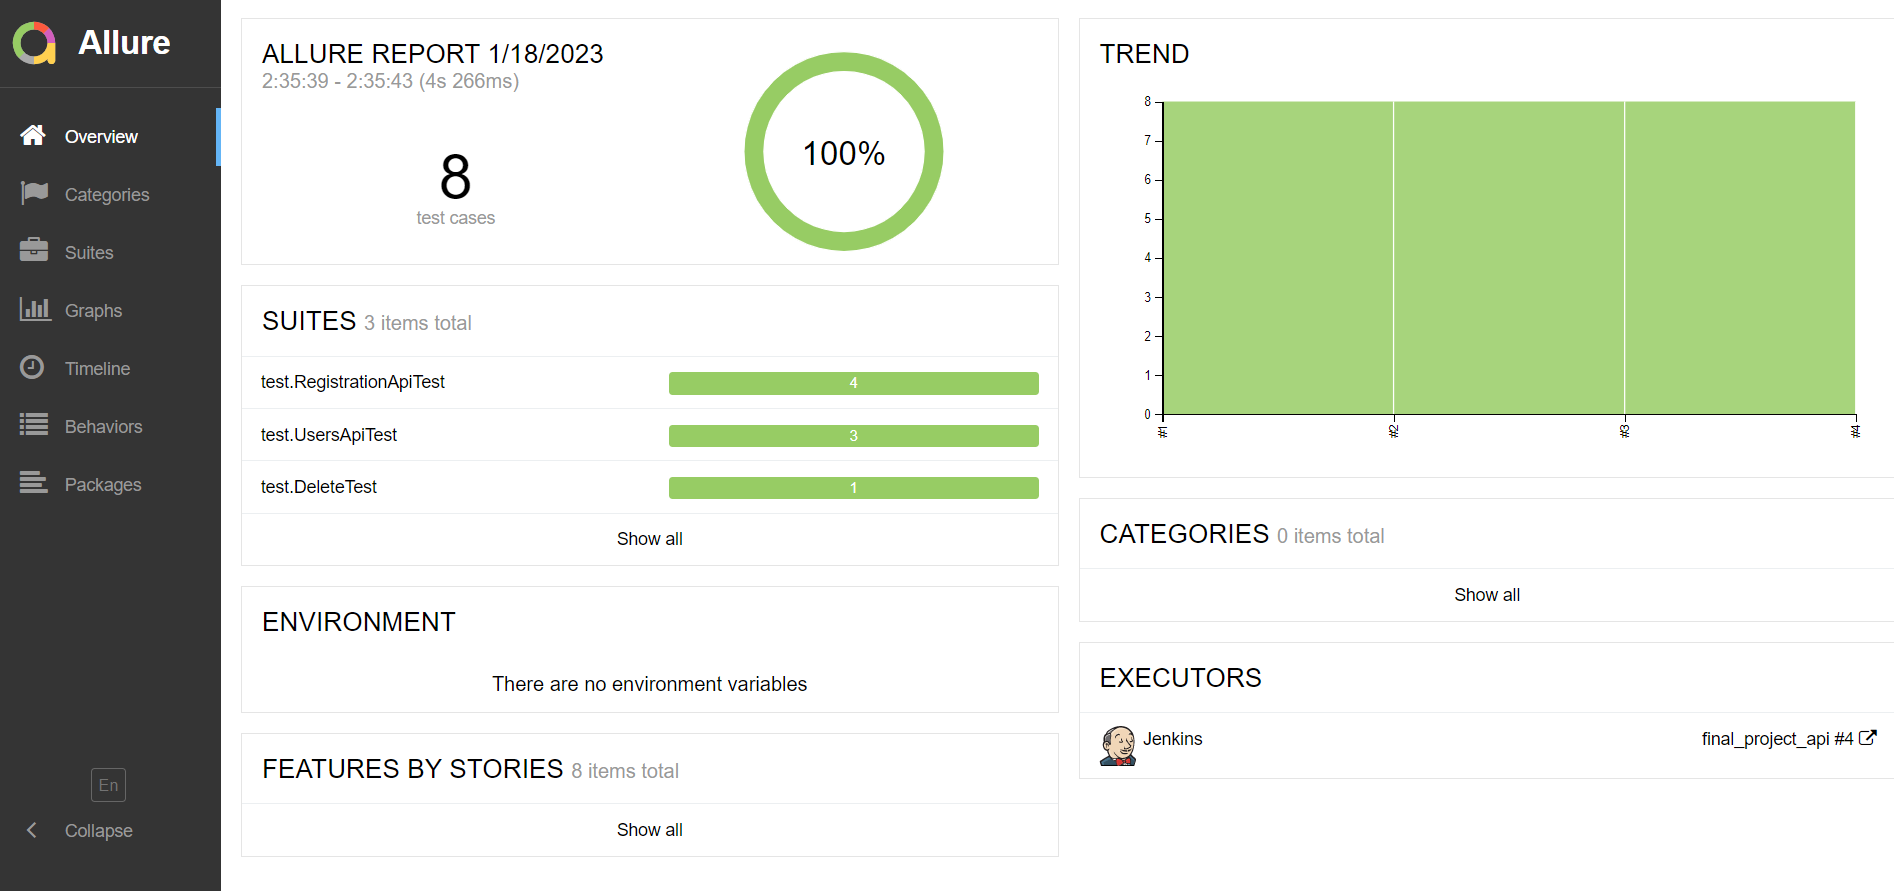 Allure
Overview
Categories
Suites
Graphs
Timeline
Behaviors
Packages
En
Collapse
ALLURE REPORT 1/18/2023
2:35:39 - 2:35:43 (4s 266ms)
8
test cases
100%
SUITES 3 items total
test.RegistrationApiTest 4
test.UsersApiTest 3
test.DeleteTest 1
Show all
ENVIRONMENT
There are no environment variables
FEATURES BY STORIES 8 items total
Show all
TREND
8
7
6
5
4
3
2
1
0
#1 #2 #3 #4
CATEGORIES 0 items total
Show all
EXECUTORS
Jenkins final_project_api #4